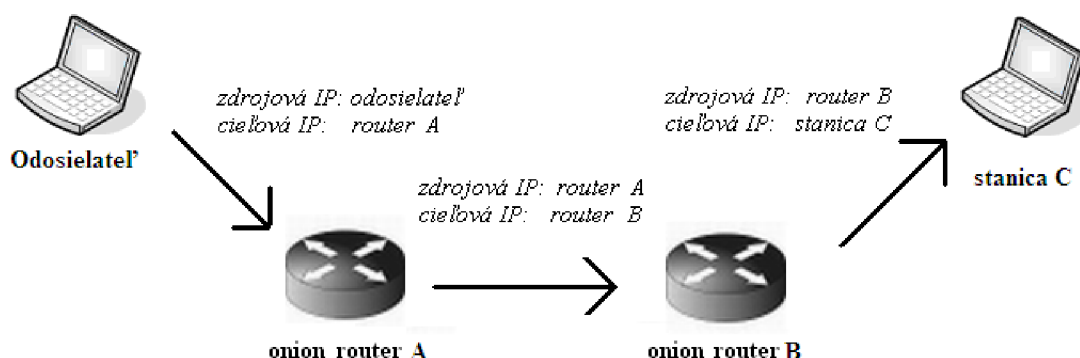 zdrojová IP: odosielateľ
cieľová IP: router A
Odosielateľ
zdrojová IP: router A
cieľová IP: router B
zdrojová IP: router B
cieľová IP: stanica C
stanica C
onion router A
onion router B